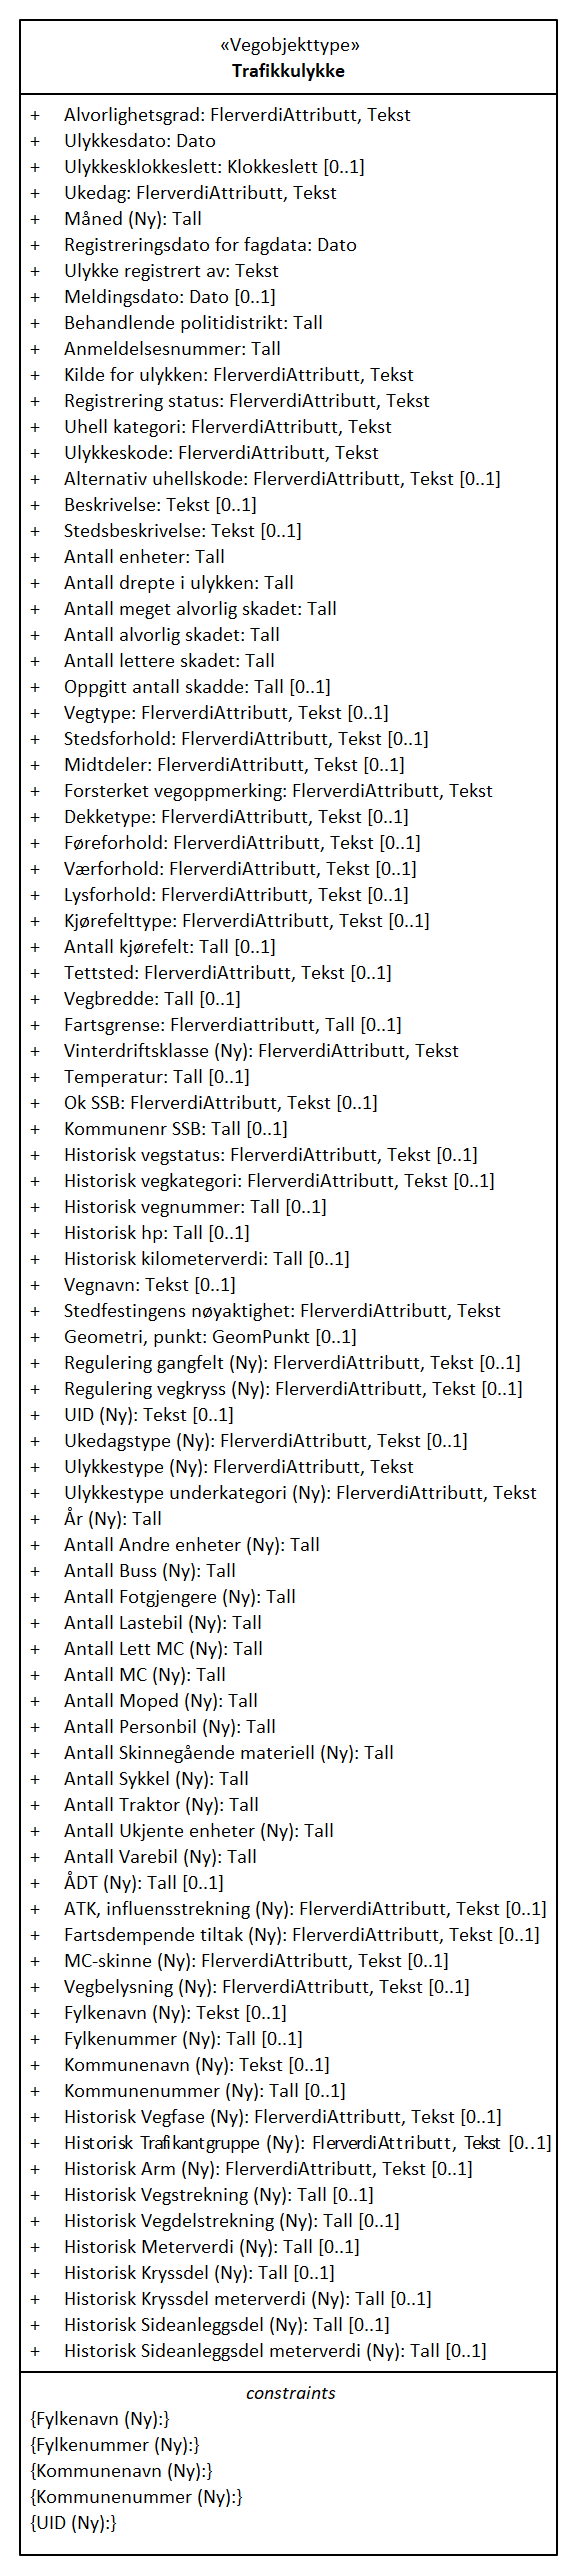 «Vegobjekttype»
Trafikkulykke
+ Alvorlighetsgrad: FlerverdiAttributt, Tekst
+ Ulykkesdato: Dato
+ Ulykkesklokkeslett: Klokkeslett [0..1]
+ Ukedag: FlerverdiAttributt, Tekst
+ Måned (Ny): Tall
+ Registreringsdato for fagdata: Dato
+ Ulykke registrert av: Tekst
+ Meldingsdato: Dato [0..1]
+ Behandlende politidistrikt: Tall
+ Anmeldelsesnummer: Tall
+ Kilde for ulykken: FlerverdiAttributt, Tekst
+ Registrering status: FlerverdiAttributt, Tekst
+ Uhell kategori: FlerverdiAttributt, Tekst
+ Ulykkeskode: FlerverdiAttributt, Tekst
+ Alternativ uhellskode: FlerverdiAttributt, Tekst [0..1]
+ Beskrivelse: Tekst [0..1]
+ Stedsbeskrivelse: Tekst [0..1]
+ Antall enheter: Tall
+ Antall drepte i ulykken: Tall
+ Antall meget alvorlig skadet: Tall
+ Antall alvorlig skadet: Tall
+ Antall lettere skadet: Tall
+ Oppgitt antall skadde: Tall [0..1]
+ Vegtype: FlerverdiAttributt, Tekst [0..1]
+ Stedsforhold: FlerverdiAttributt, Tekst [0..1]
+ Midtdeler: FlerverdiAttributt, Tekst [0..1]
+ Forsterket vegoppmerking: FlerverdiAttributt, Tekst
+ Dekketype: FlerverdiAttributt, Tekst [0..1]
+ Føreforhold: FlerverdiAttributt, Tekst [0..1]
+ Værforhold: FlerverdiAttributt, Tekst [0..1]
+ Lysforhold: FlerverdiAttributt, Tekst [0..1]
+ Kjørefelttype: FlerverdiAttributt, Tekst [0..1]
+ Antall kjørefelt: Tall [0..1]
+ Tettsted: FlerverdiAttributt, Tekst [0..1]
+ Vegbredde: Tall [0..1]
+ Fartsgrense: Flerverdiattributt, Tall [0..1]
+ Vinterdriftsklasse (Ny): FlerverdiAttributt, Tekst
+ Temperatur: Tall [0..1]
+ Ok SSB: FlerverdiAttributt, Tekst [0..1]
+ Kommunenr SSB: Tall [0..1]
+ Historisk vegstatus: FlerverdiAttributt, Tekst [0..1]
+ Historisk vegkategori: FlerverdiAttributt, Tekst [0..1]
+ Historisk vegnummer: Tall [0..1]
+ Historisk hp: Tall [0..1]
+ Historisk kilometerverdi: Tall [0..1]
+ Vegnavn: Tekst [0..1]
+ Stedfestingens nøyaktighet: FlerverdiAttributt, Tekst
+ Geometri, punkt: GeomPunkt [0..1]
+ Regulering gangfelt (Ny): FlerverdiAttributt, Tekst [0..1]
+ Regulering vegkryss (Ny): FlerverdiAttributt, Tekst [0..1]
+ UID (Ny): Tekst [0..1]
+ Ukedagstype (Ny): FlerverdiAttributt, Tekst [0..1]
+ Ulykkestype (Ny): FlerverdiAttributt, Tekst
+ Ulykkestype underkategori (Ny): FlerverdiAttributt, Tekst
+ År (Ny): Tall
+ Antall Andre enheter (Ny): Tall
+ Antall Buss (Ny): Tall
+ Antall Fotgjengere (Ny): Tall
+ Antall Lastebil (Ny): Tall
+ Antall Lett MC (Ny): Tall
+ Antall MC (Ny): Tall
+ Antall Moped (Ny): Tall
+ Antall Personbil (Ny): Tall
+ Antall Skinnegående materiell (Ny): Tall
+ Antall Sykkel (Ny): Tall
+ Antall Traktor (Ny): Tall
+ Antall Ukjente enheter (Ny): Tall
+ Antall Varebil (Ny): Tall
+ ÅDT (Ny): Tall [0..1]
+ ATK, influensstrekning (Ny): FlerverdiAttributt, Tekst [0..1]
+ Fartsdempende tiltak (Ny): FlerverdiAttributt, Tekst [0..1]
+ MC-skinne (Ny): FlerverdiAttributt, Tekst [0..1]
+ Vegbelysning (Ny): FlerverdiAttributt, Tekst [0..1]
+ Fylkenavn (Ny): Tekst [0..1]
+ Fylkenummer (Ny): Tall [0..1]
+ Kommunenavn (Ny): Tekst [0..1]
+ Kommunenummer (Ny): Tall [0..1]
+ Historisk Vegfase (Ny): FlerverdiAttributt, Tekst [0..1]
+ Historisk Trafikantgruppe (Ny): FlerverdiAttributt, Tekst [0..1]
+ Historisk Arm (Ny): FlerverdiAttributt, Tekst [0..1]
+ Historisk Vegstrekning (Ny): Tall [0..1]
+ Historisk Vegdelstrekning (Ny): Tall [0..1]
+ Historisk Meterverdi (Ny): Tall [0..1]
+ Historisk Kryssdel (Ny): Tall [0..1]
+ Historisk Kryssdel meterverdi (Ny): Tall [0..1]
+ Historisk Sideanleggsdel (Ny): Tall [0..1]
+ Historisk Sideanleggsdel meterverdi (Ny): Tall [0..1]
constraints
{Fylkenavn (Ny):}
{Fylkenummer (Ny):}
{Kommunenavn (Ny):}
{Kommunenummer (Ny):}
{UID (Ny):}